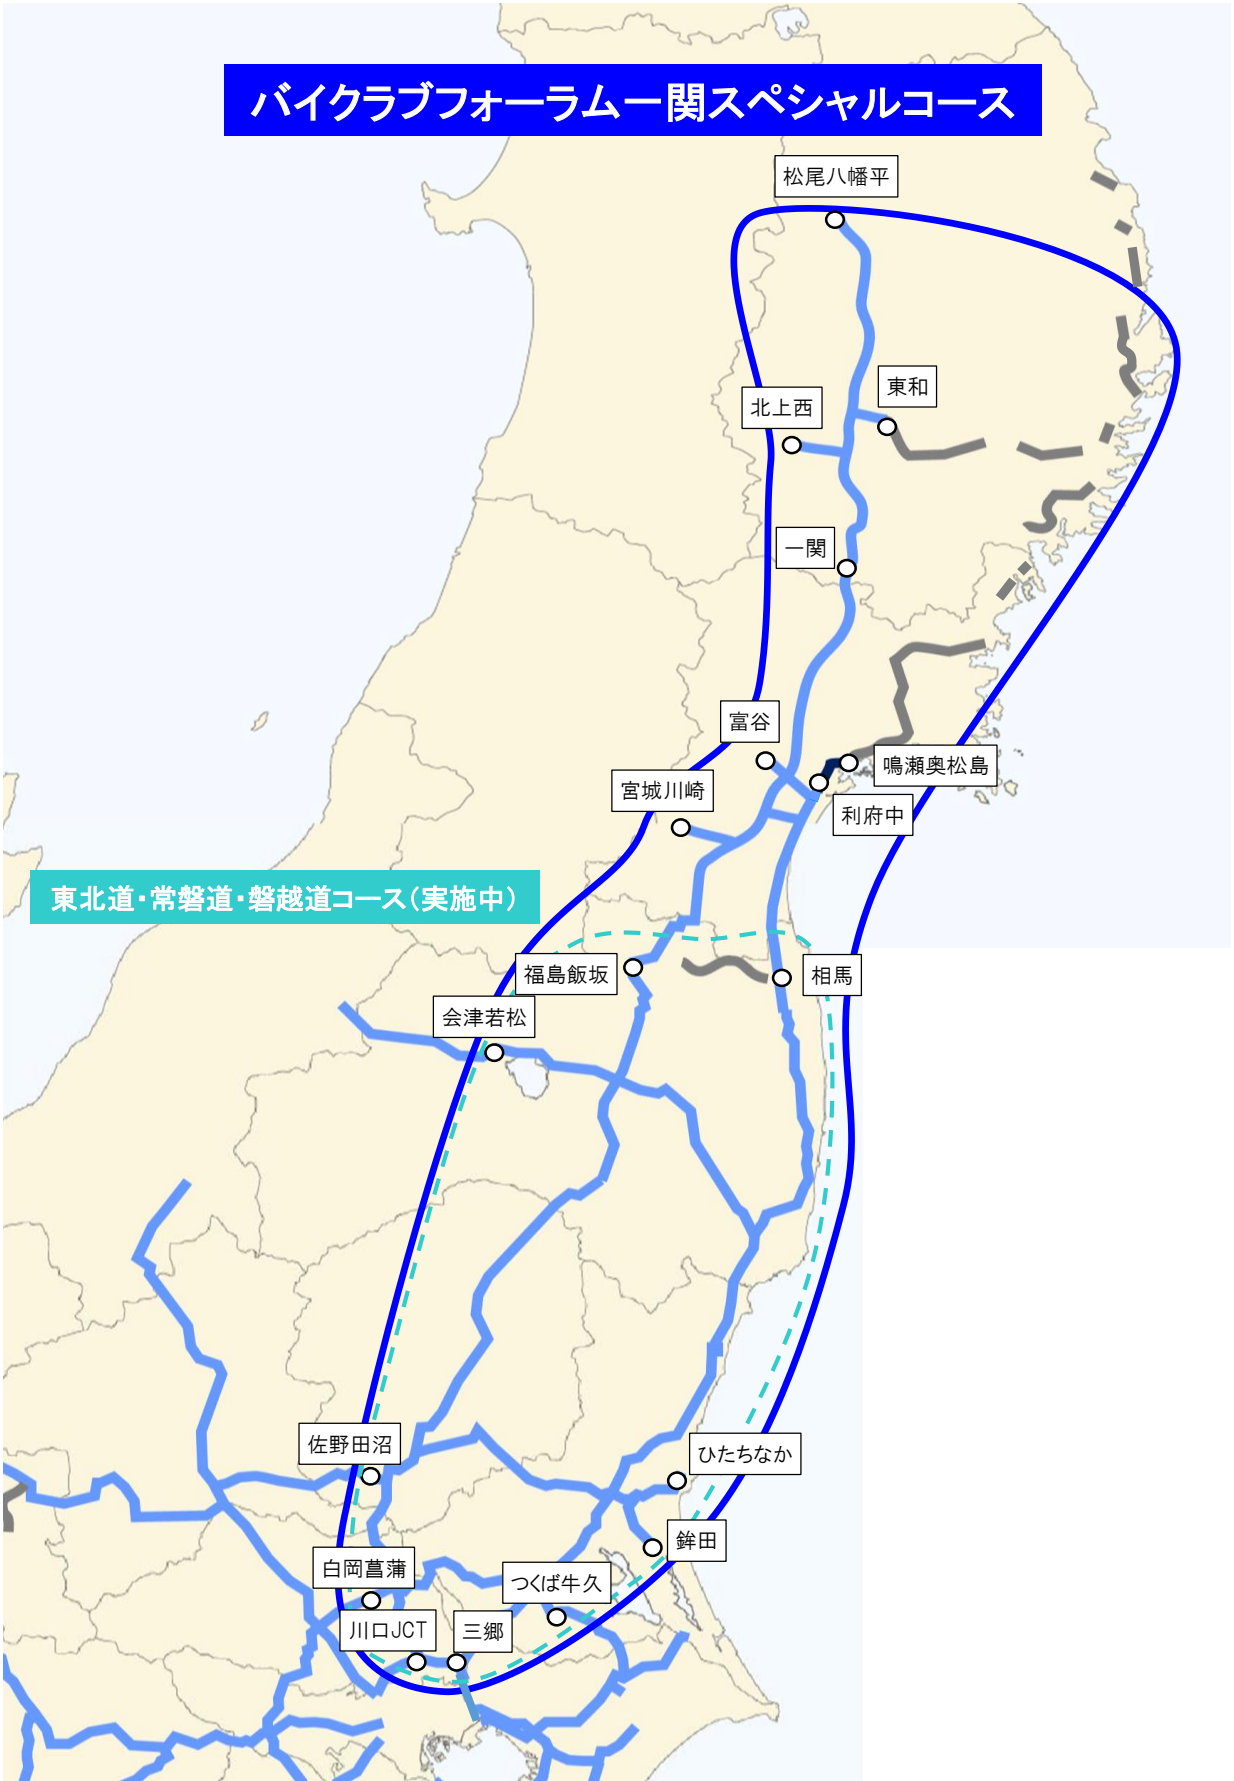 バイクラブフォーラム一関スペシャルコース
松尾八幡平
東和
北上西
一関
富谷
鳴瀬奥松島
宮城川崎
利府中
東北道・常磐道・磐越道コース（実施中）
福島飯坂
相馬
会津若松
佐野田沼
ひたちなか
鉾田
白岡菖蒲
つくば牛久
川口JCT
三郷